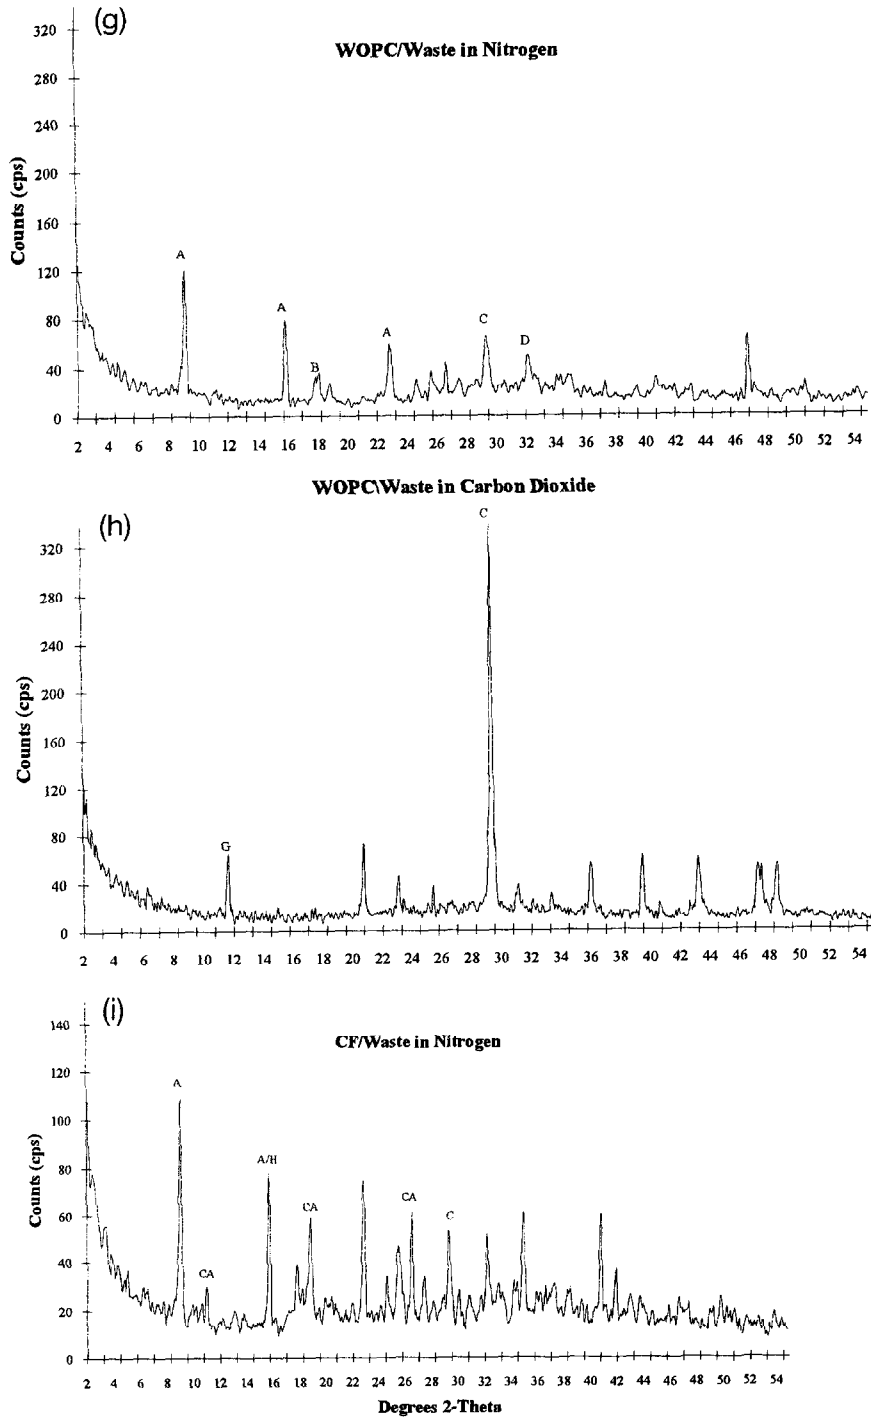 (g)
WOPC/Waste in Nitrogen
Counts (cps)
320
280
240
200
160
120
80
40
0
A
A
B
A
C
D
2 4 6 8 10 12 14 16 18 20 22 24 26 28 30 32 34 36 38 40 42 44 46 48 50 52 54
WOPC\Waste in Carbon Dioxide
(h)
Counts (cps)
320
280
240
200
160
120
80
40
0
G
C
2 4 6 8 10 12 14 16 18 20 22 24 26 28 30 32 34 36 38 40 42 44 46 48 50 52 54
(i)
CF/Waste in Nitrogen
Counts (cps)
140
120
100
80
60
40
20
0
A
CA
A/H
CA
CA
C
2 4 6 8 10 12 14 16 18 20 22 24 26 28 30 32 34 36 38 40 42 44 46 48 50 52 54
Degrees 2-Theta